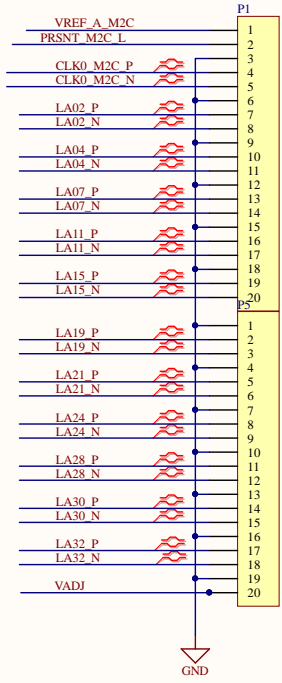 P1
VREF_A_M2C 1
PRSNT_M2C_L 2
3
CLK0_M2C_P 4
CLK0_M2C_N 5
6
LA02_P 7
LA02_N 8
9
LA04_P 10
LA04_N 11
12
LA07_P 13
LA07_N 14
15
LA11_P 16
LA11_N 17
18
LA15_P 19
LA15_N 20
P5
1
LA19_P 2
LA19_N 3
4
LA21_P 5
LA21_N 6
7
LA24_P 8
LA24_N 9
10
LA28_P 11
LA28_N 12
13
LA30_P 14
LA30_N 15
16
LA32_P 17
LA32_N 18
19
VADJ 20
GND